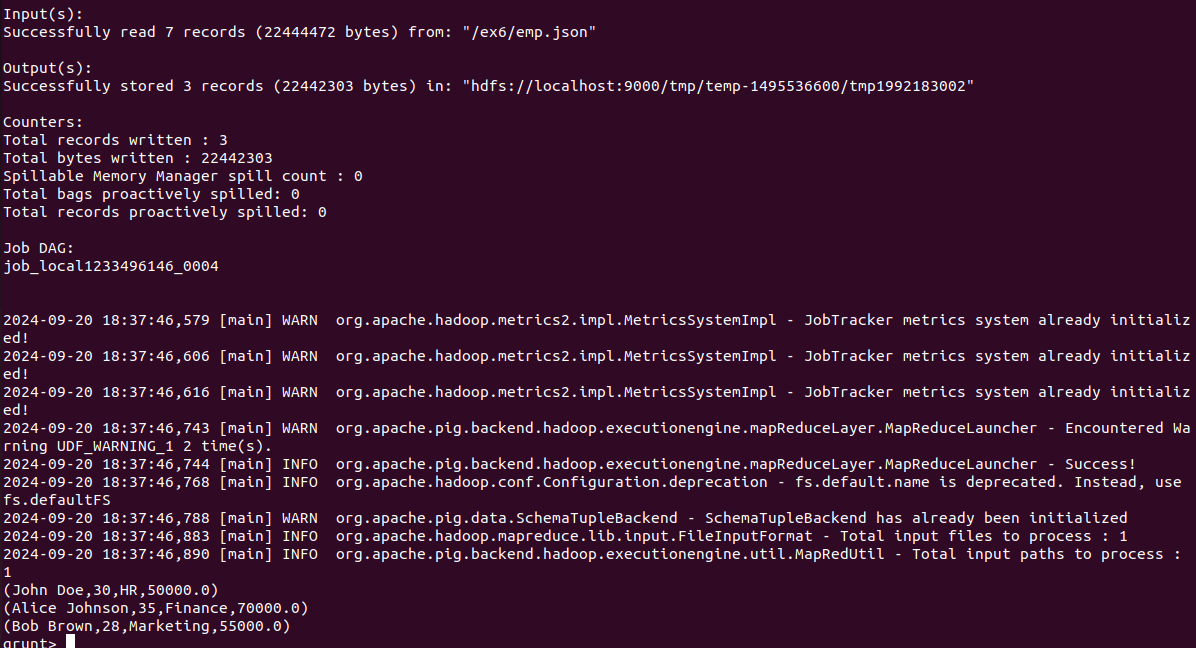 Input(s):
Successfully read 7 records (22444472 bytes) from: "/ex6/emp.json"
Output(s):
Successfully stored 3 records (22442303 bytes) in: "hdfs://localhost:9000/tmp/temp-1495536600/tmp1992183002"
Counters:
Total records written : 3
Total bytes written : 22442303
Spillable Memory Manager spill count : 0
Total bags proactively spilled: 0
Total records proactively spilled: 0
Job DAG:
job_local1233496146_0004
2024-09-20 18:37:46,579 [main] WARN  org.apache.hadoop.metrics2.impl.MetricsSystemImpl - JobTracker metrics system already initializ
ed!
2024-09-20 18:37:46,606 [main] WARN  org.apache.hadoop.metrics2.impl.MetricsSystemImpl - JobTracker metrics system already initializ
ed!
2024-09-20 18:37:46,616 [main] WARN  org.apache.hadoop.metrics2.impl.MetricsSystemImpl - JobTracker metrics system already initializ
ed!
2024-09-20 18:37:46,743 [main] WARN  org.apache.pig.backend.hadoop.executionengine.mapReduceLayer.MapReduceLauncher - Encountered Wa
rning UDF_WARNING_1 2 time(s).
2024-09-20 18:37:46,744 [main] INFO  org.apache.pig.backend.hadoop.executionengine.mapReduceLayer.MapReduceLauncher - Success!
2024-09-20 18:37:46,768 [main] INFO  org.apache.hadoop.conf.Configuration.deprecation - fs.default.name is deprecated. Instead, use
fs.defaultFS
2024-09-20 18:37:46,788 [main] WARN  org.apache.pig.data.SchemaTupleBackend - SchemaTupleBackend has already been initialized
2024-09-20 18:37:46,883 [main] INFO  org.apache.hadoop.mapreduce.lib.input.FileInputFormat - Total input files to process : 1
2024-09-20 18:37:46,890 [main] INFO  org.apache.pig.backend.hadoop.executionengine.util.MapRedUtil - Total input paths to process :
1
(John Doe,30,HR,50000.0)
(Alice Johnson,35,Finance,70000.0)
(Bob Brown,28,Marketing,55000.0)
grunt>